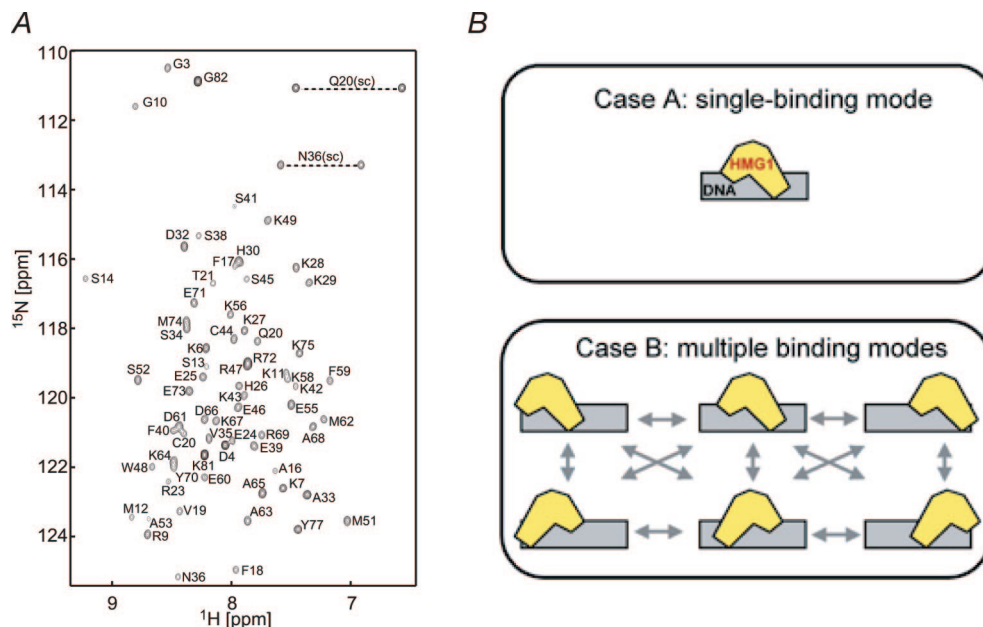 A
B
110
112
114
116
118
120
122
124
15N [ppm]
9
8
7
1H [ppm]
G3
G82
Q20(sc)
G10
N36(sc)
S41
K49
D32
S38
H30
F17
K28
S14
T21
S45
K29
E71
K56
M74
K27
S34
C44
Q20
K6
R72
K75
S13
R47
K11
K58
F59
S52
E25
H26
K42
E73
K43
E46
E55
D61
D66
K67
M62
F40
V35
E24
R69
A68
C20
E39
K64
K81
D4
W48
Y70
E60
A16
R23
A65
K7
A33
M12
V19
A53
A63
M51
R9
Y77
N36
F18
Case A: single-binding mode
HMG1
DNA
Case B: multiple binding modes